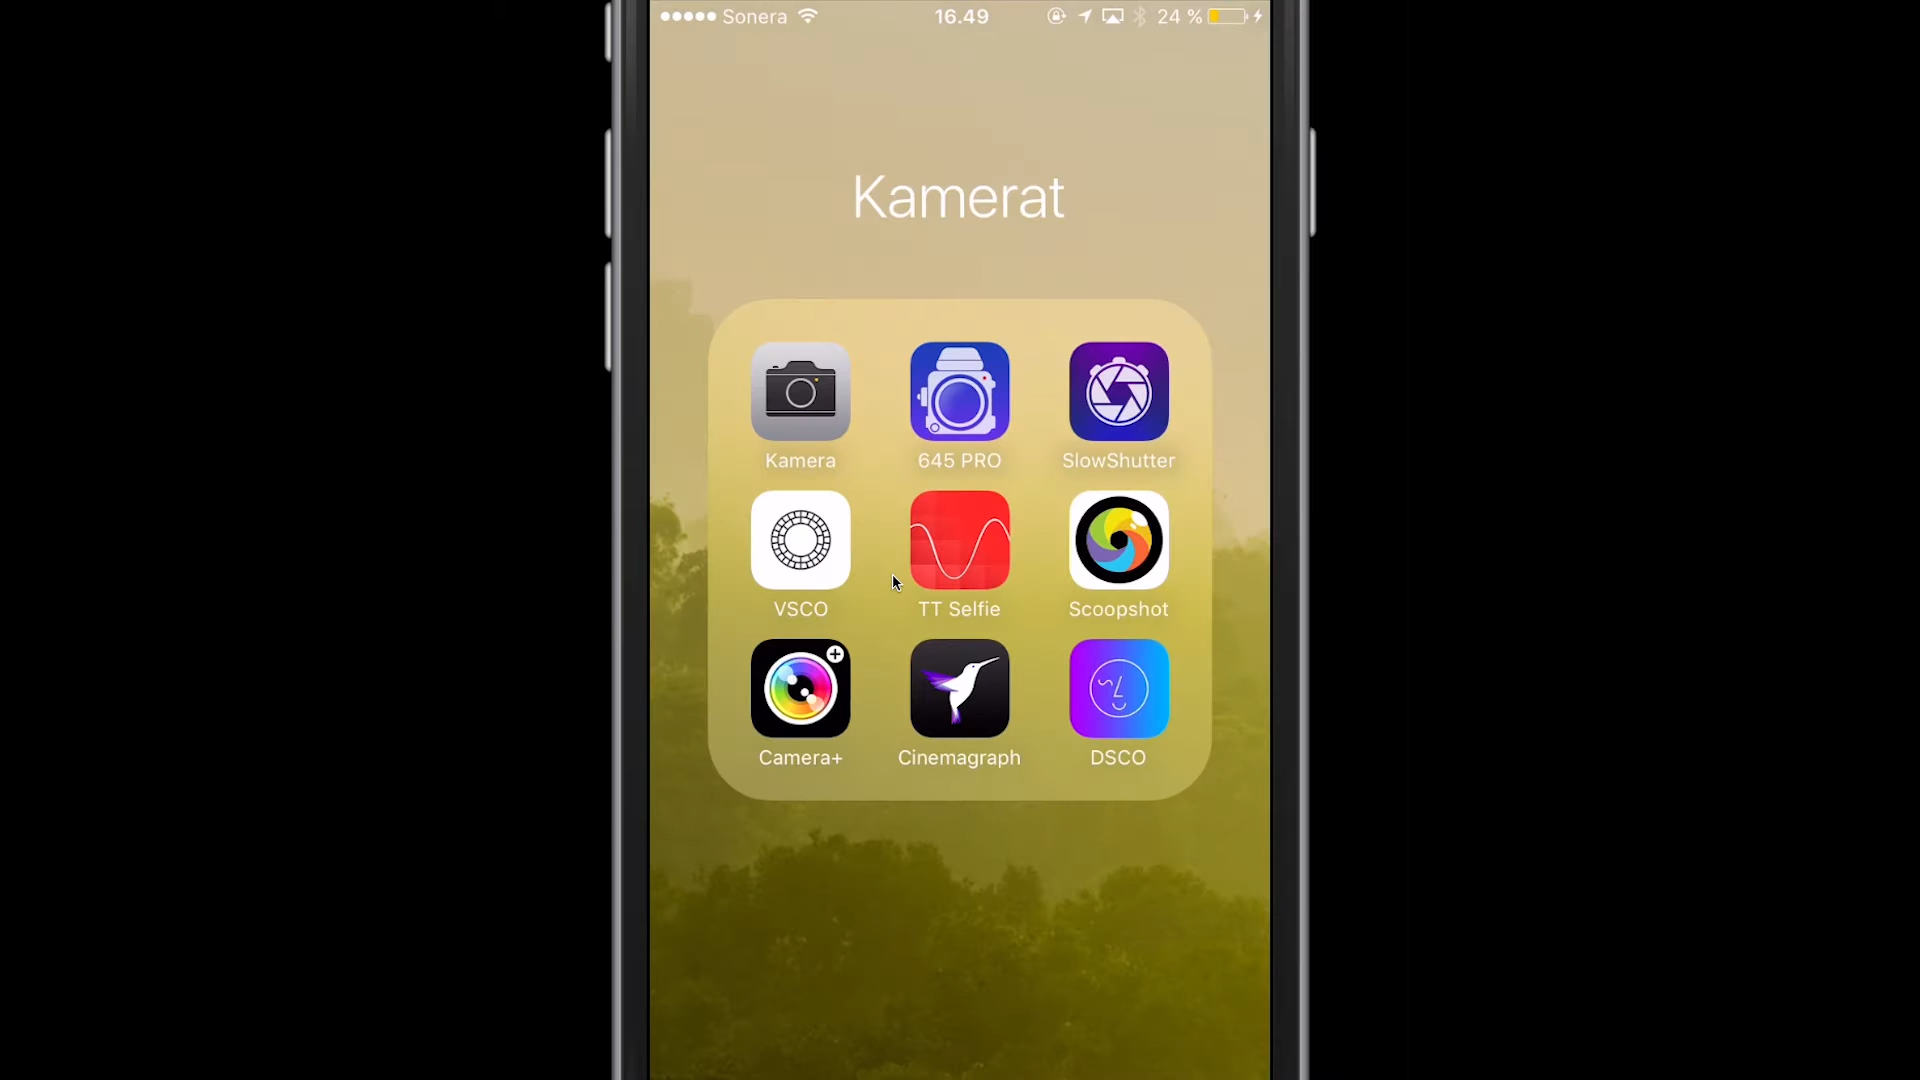 Sonera 16.49 24 %
Kamerat
Kamera 645 PRO SlowShutter
VSCO TT Selfie Scoopshot
Camera+ Cinemagraph DSCO